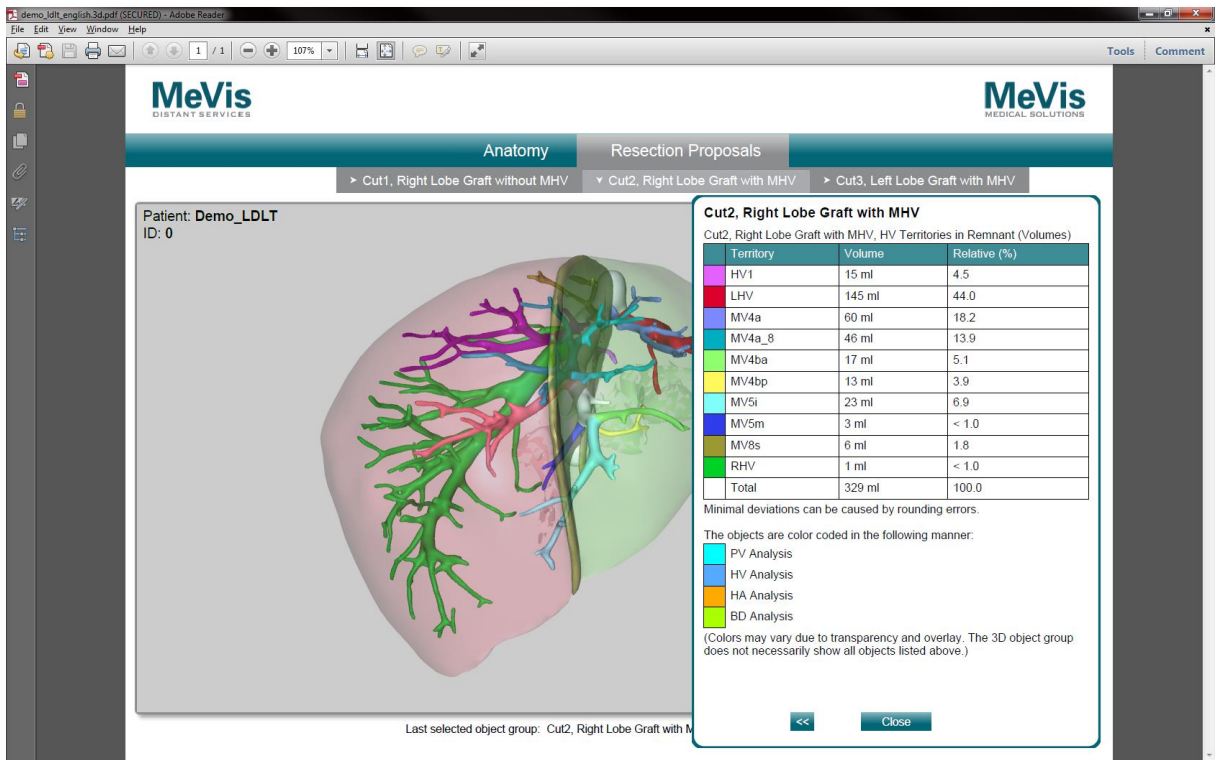 demo_ldlt_english.3d.pdf (SECURED) - Adobe Reader
File Edit View Window Help
1 / 1 107% Tools Comment
MeVis
DISTANT SERVICES
MeVis
MEDICAL SOLUTIONS
Anatomy Resection Proposals
Cut1, Right Lobe Graft without MHV Cut2, Right Lobe Graft with MHV Cut3, Left Lobe Graft with MHV
Patient: Demo_LDLT
ID: 0
Cut2, Right Lobe Graft with MHV
Cut2, Right Lobe Graft with MHV, HV Territories in Remnant (Volumes)
Territory Volume Relative (%)
HV1 15 ml 4.5
LHV 145 ml 44.0
MV4a 60 ml 18.2
MV4a_8 46 ml 13.9
MV4ba 17 ml 5.1
MV4bp 13 ml 3.9
MV5i 23 ml 6.9
MV5m 3 ml < 1.0
MV8s 6 ml 1.8
RHV 1 ml < 1.0
Total 329 ml 100.0
Minimal deviations can be caused by rounding errors.
The objects are color coded in the following manner:
PV Analysis
HV Analysis
HA Analysis
BD Analysis
(Colors may vary due to transparency and overlay. The 3D object group
does not necessarily show all objects listed above.)
<< Close
Last selected object group: Cut2, Right Lobe Graft with M